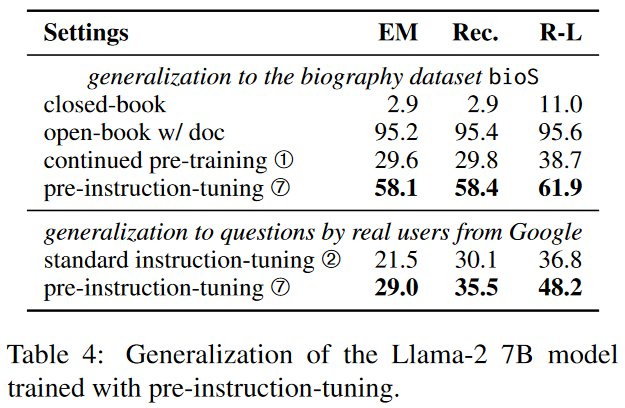 Settings EM Rec. R-L
generalization to the biography dataset bioS
closed-book 2.9 2.9 11.0
open-book w/ doc 95.2 95.4 95.6
continued pre-training ① 29.6 29.8 38.7
pre-instruction-tuning ⑦ 58.1 58.4 61.9
generalization to questions by real users from Google
standard instruction-tuning ② 21.5 30.1 36.8
pre-instruction-tuning ⑦ 29.0 35.5 48.2
Table 4: Generalization of the Llama-2 7B model
trained with pre-instruction-tuning.